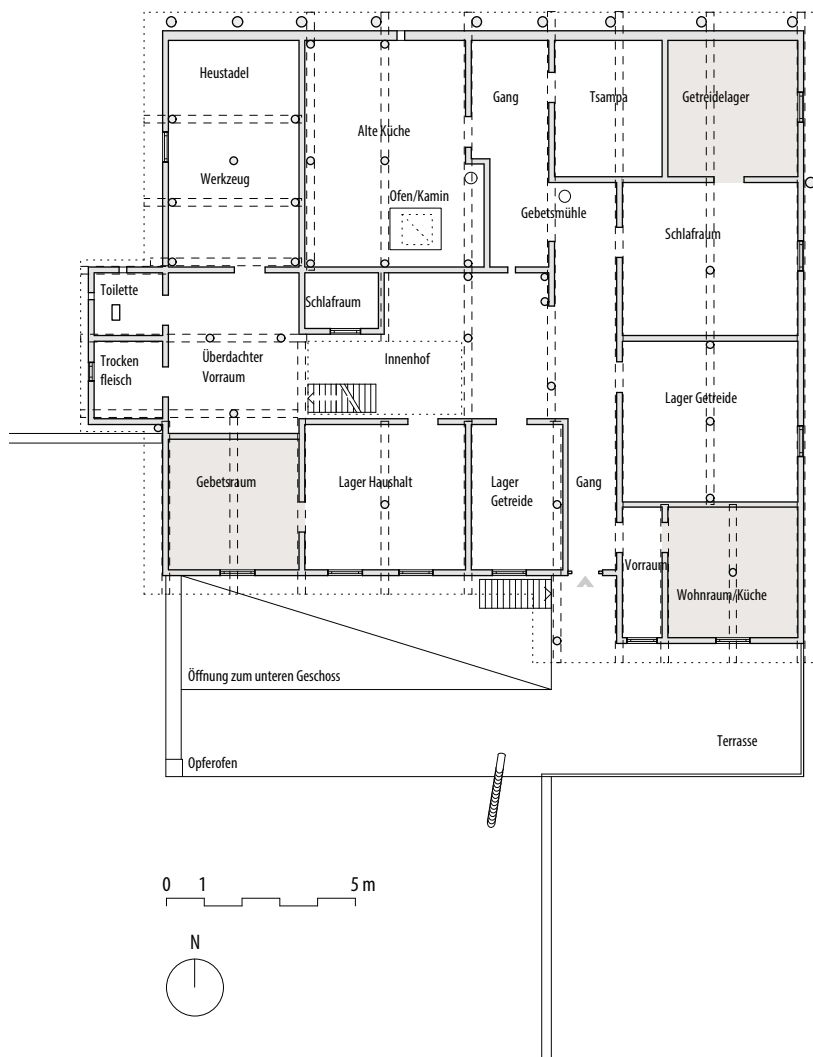 Heustadel
Gang
Tsampa
Getreidelager
Alte Küche
Werkzeug
Ofen/Kamin
Gebetsmühle
Schlafraum
Toilette
Schlafraum
Trocken
fleisch
Überdachter
Vorraum
Innenhof
Lager Getreide
Gebetsraum
Lager Haushalt
Lager
Getreide
Gang
Vorraum
Wohnraum/Küche
Öffnung zum unteren Geschoss
Terrasse
Opferofen
0 1 5 m
N